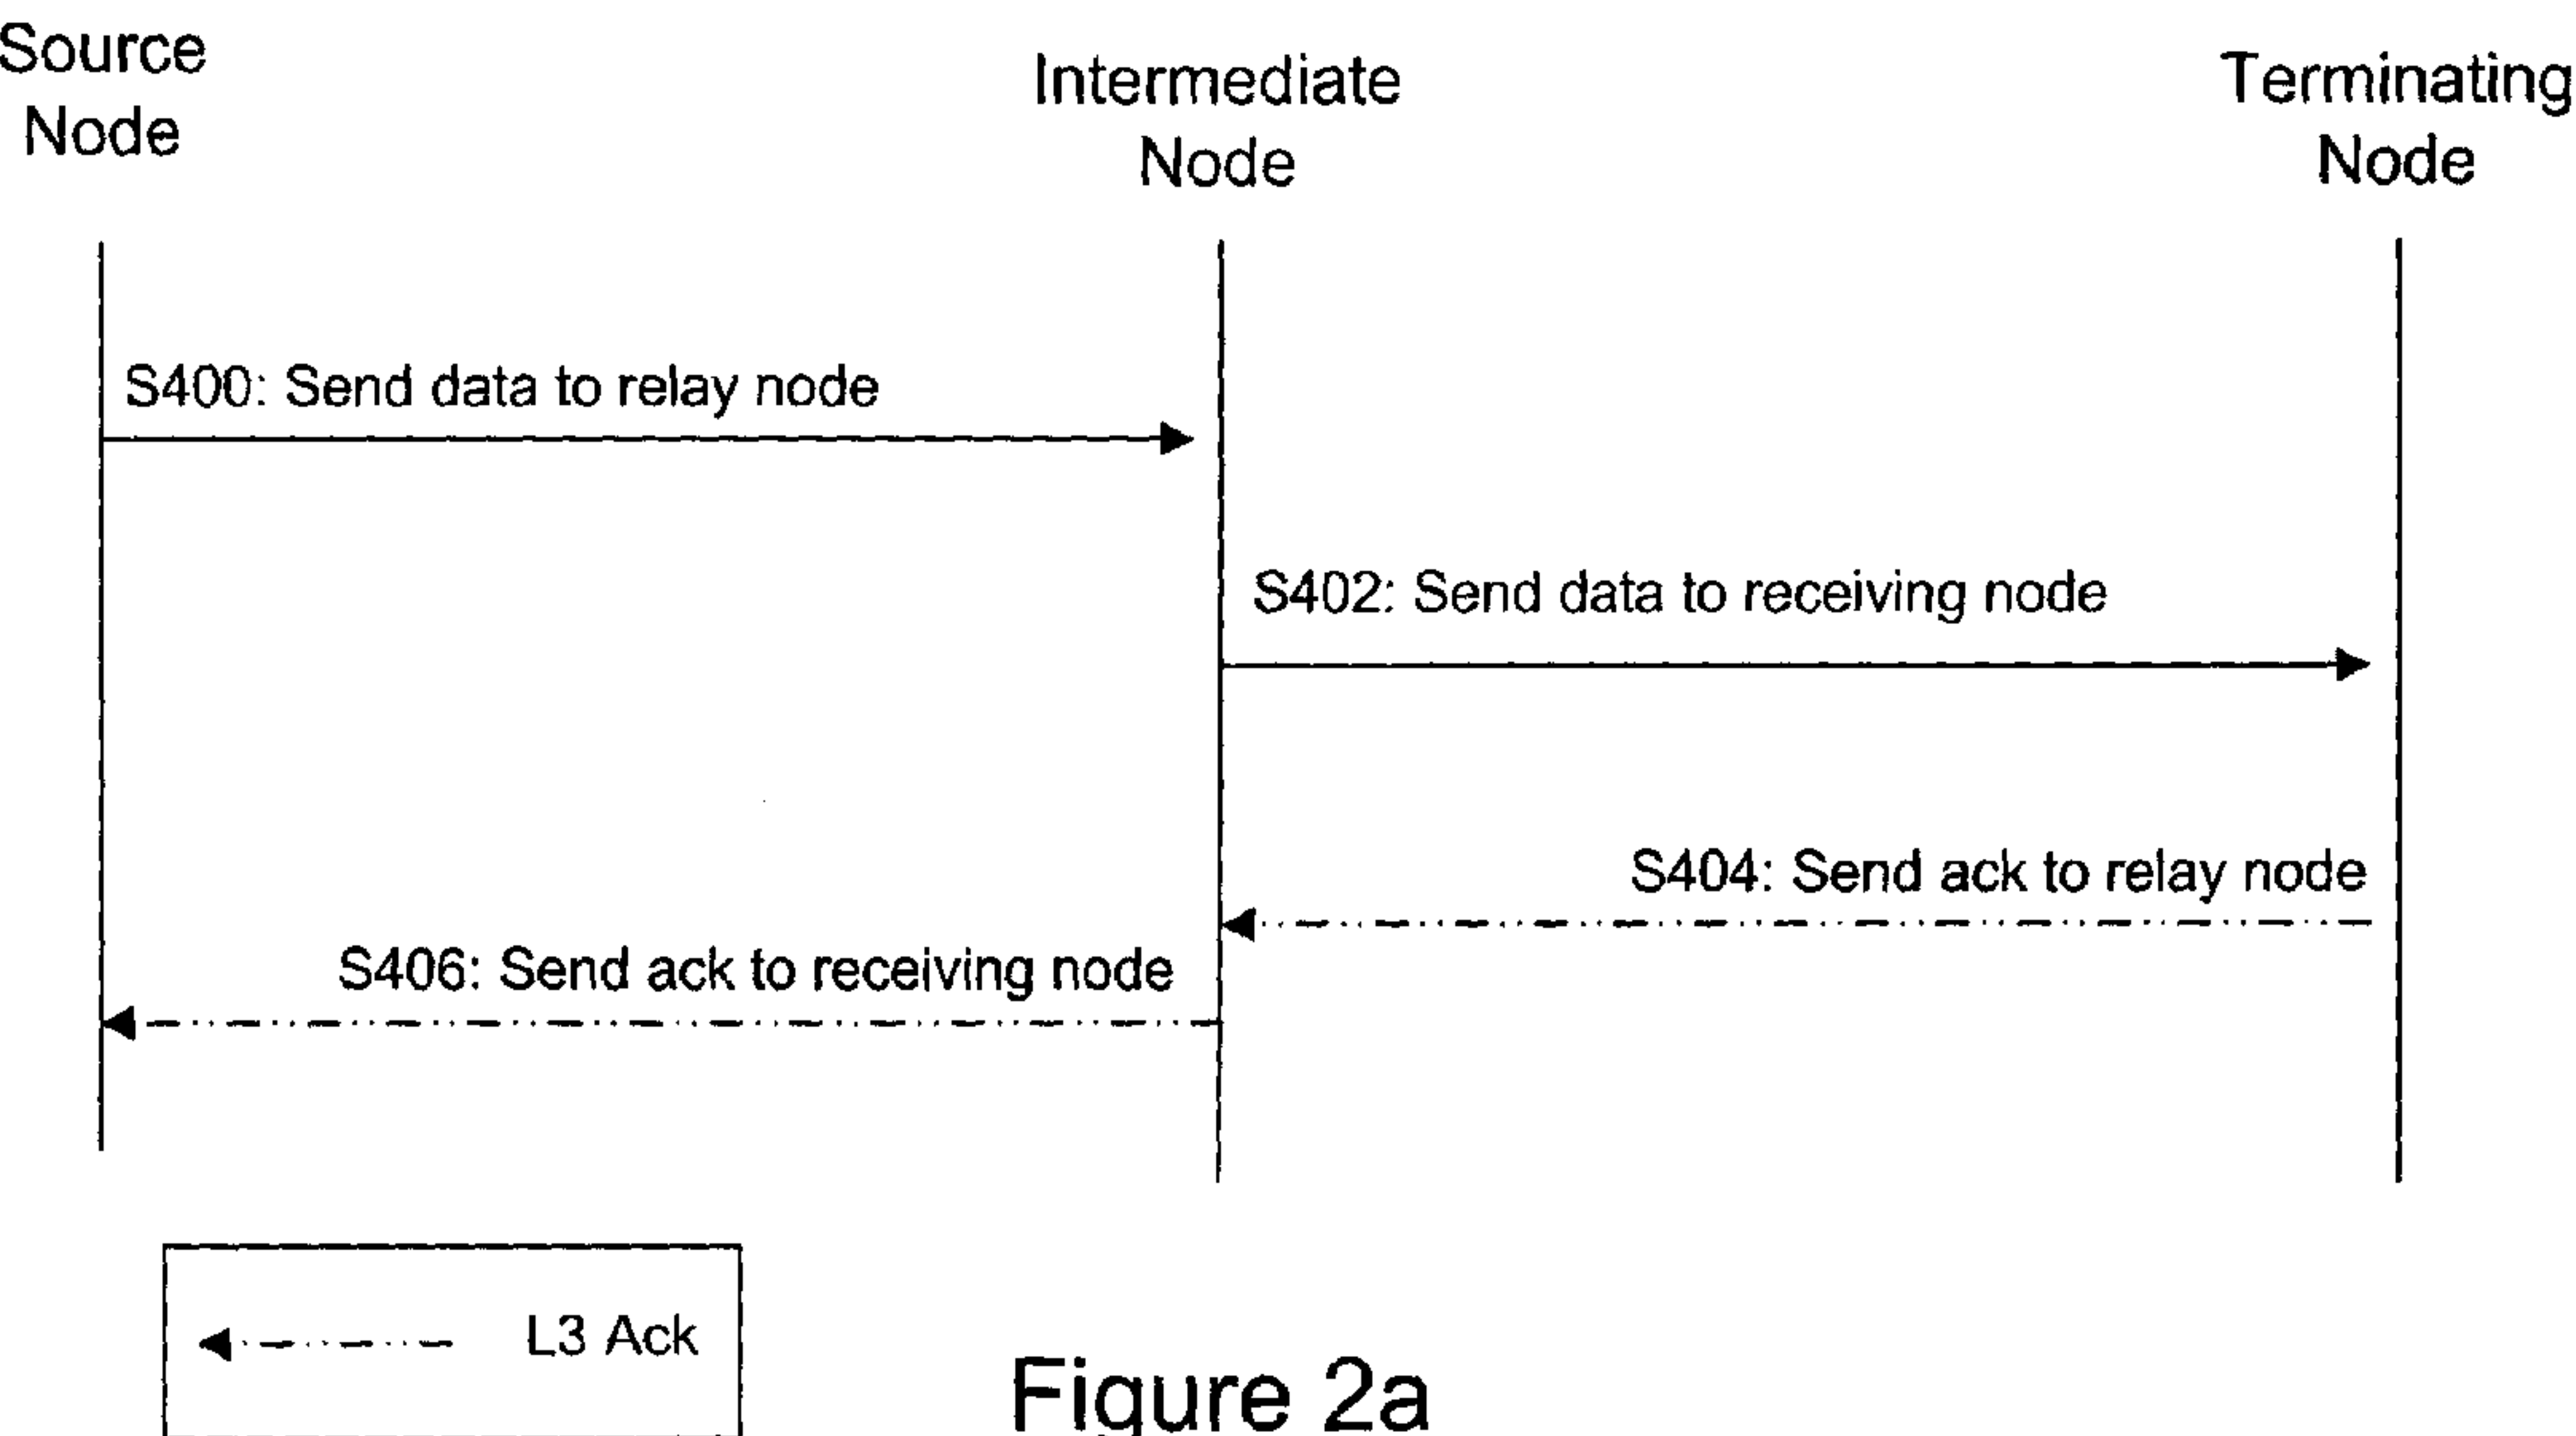 Source
Node
Intermediate
Node
Terminating
Node
S400: Send data to relay node
S402: Send data to receiving node
S404: Send ack to relay node
S406: Send ack to receiving node
L3 Ack
Figure 2a